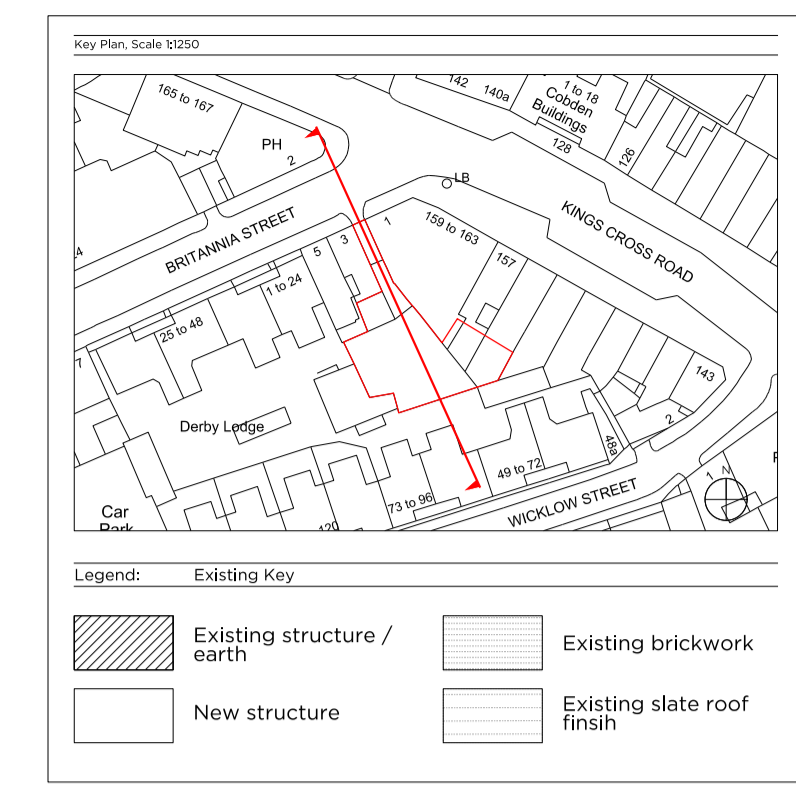 Key Plan, Scale 1:1250
165 to 167
PH
2
142
140a
1 to 18
Cobden
Buildings
128
126
LB
KINGS CROSS ROAD
BRITANNIA STREET
1
159 to 163
157
3
5
1 to 24
25 to 48
4
7
143
2
Derby Lodge
48a
49 to 72
73 to 96
120
WICKLOW STREET
Car
Park
1
N
Legend:
Existing Key
Existing structure /
earth
Existing brickwork
New structure
Existing slate roof
finsih